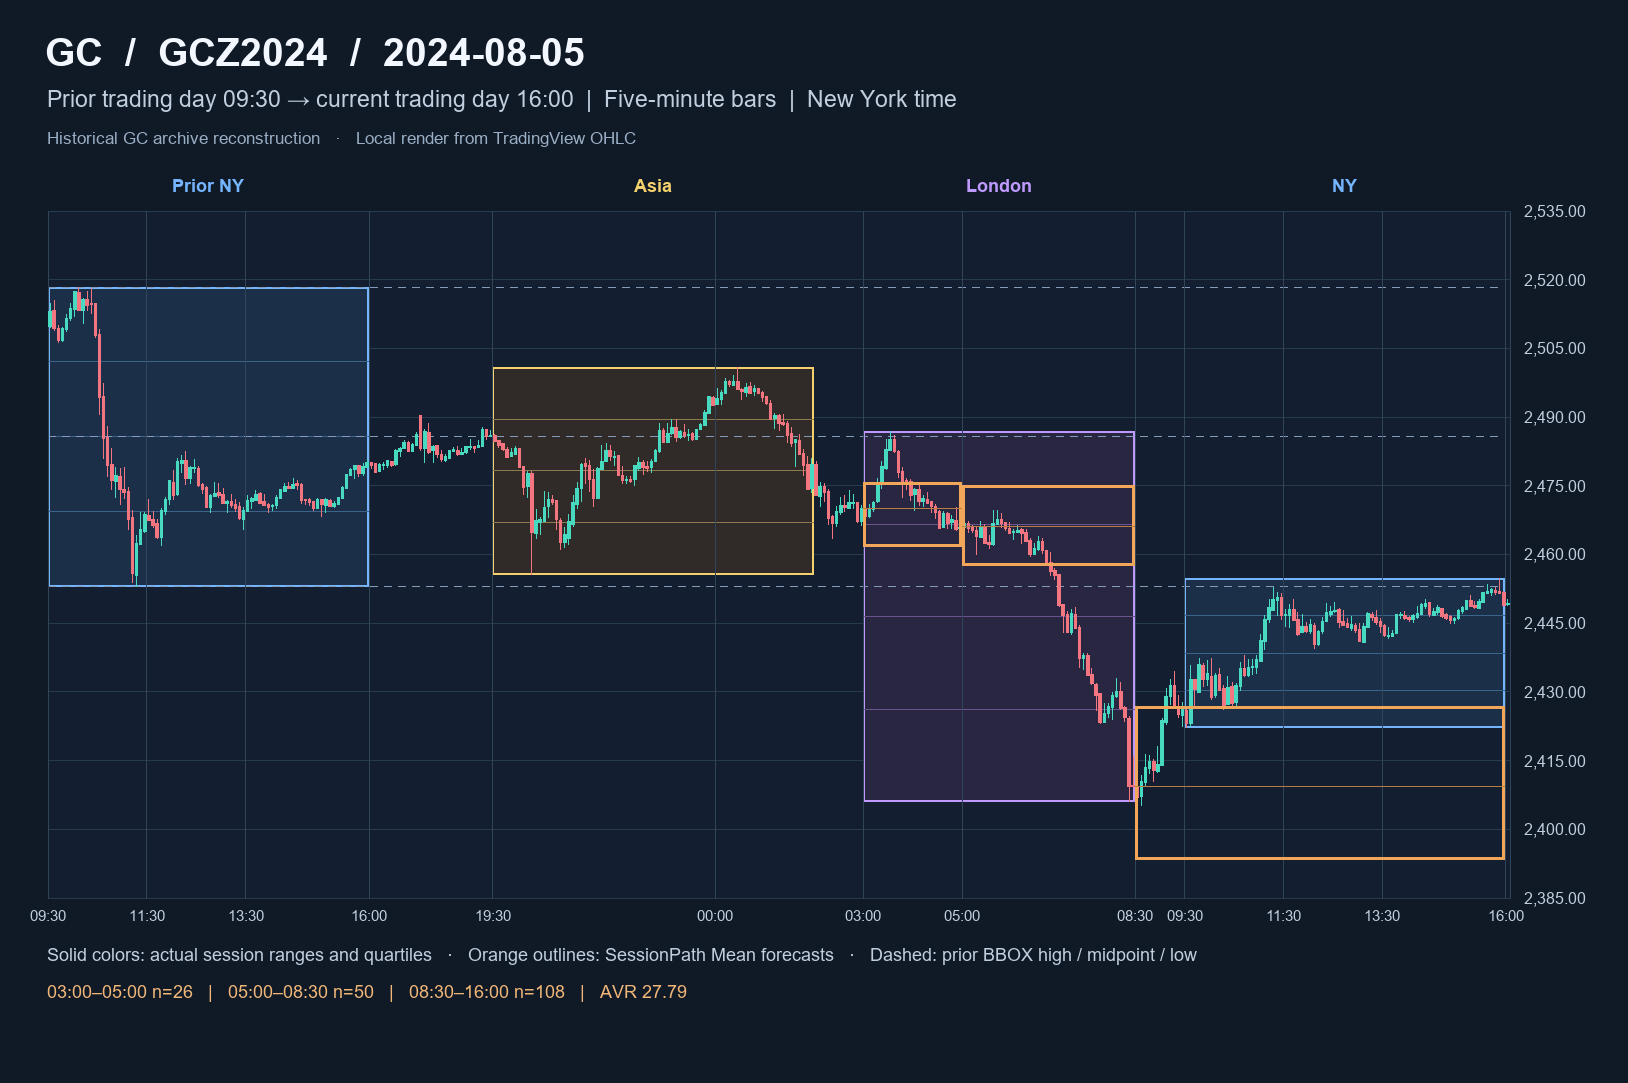 GC / GCZ2024 / 2024-08-05
Prior trading day 09:30 → current trading day 16:00 | Five-minute bars | New York time
Historical GC archive reconstruction · Local render from TradingView OHLC
Prior NY Asia London NY
2,535.00
2,520.00
2,505.00
2,490.00
2,475.00
2,460.00
2,445.00
2,430.00
2,415.00
2,400.00
2,385.00
09:30 11:30 13:30 16:00 19:30 00:00 03:00 05:00 08:30 09:30 11:30 13:30 16:00
Solid colors: actual session ranges and quartiles · Orange outlines: SessionPath Mean forecasts · Dashed: prior BBOX high / midpoint / low
03:00–05:00 n=26 | 05:00–08:30 n=50 | 08:30–16:00 n=108 | AVR 27.79